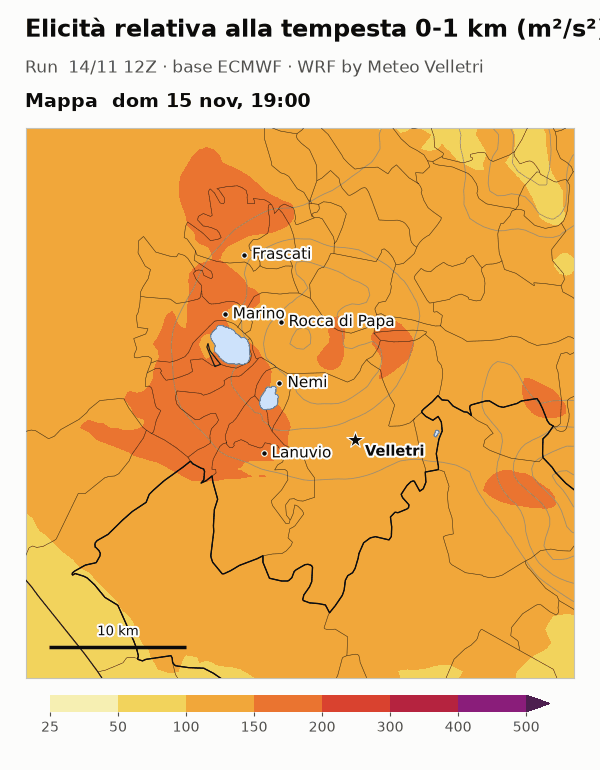 Elicità relativa alla tempesta 0-1 km (m²/s²)
Run 14/11 12Z · base ECMWF · WRF by Meteo Velletri
Mappa dom 15 nov, 19:00
Frascati
Marino
Rocca di Papa
Nemi
Velletri
Lanuvio
10 km
25 50 100 150 200 300 400 500